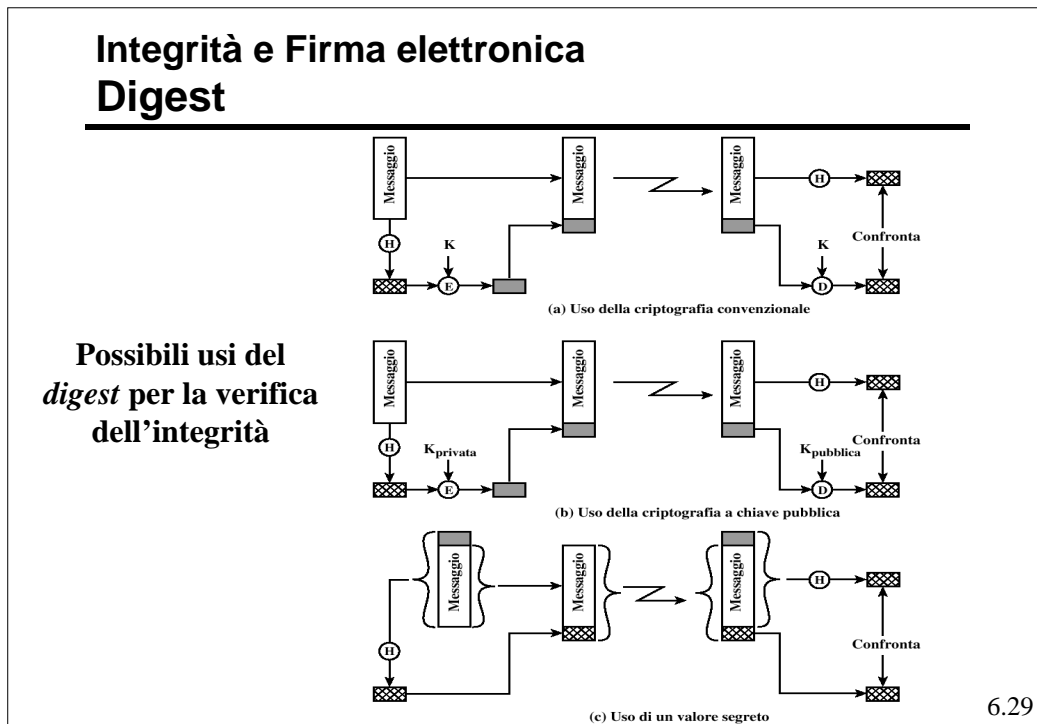 Integrità e Firma elettronica
Digest
Messaggio
Messaggio
Messaggio
H
H
K
K
Confronta
E
D
(a) Uso della criptografia convenzionale
Possibili usi del
digest per la verifica
dell'integrità
Messaggio
Messaggio
Messaggio
H
H
Kprivata
Kpubblica
Confronta
E
D
(b) Uso della criptografia a chiave pubblica
Messaggio
Messaggio
Messaggio
H
H
Confronta
(c) Uso di un valore segreto
6.29